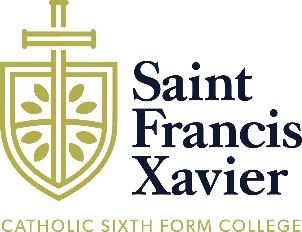 Saint
Francis
Xavier
CATHOLIC SIXTH FORM COLLEGE